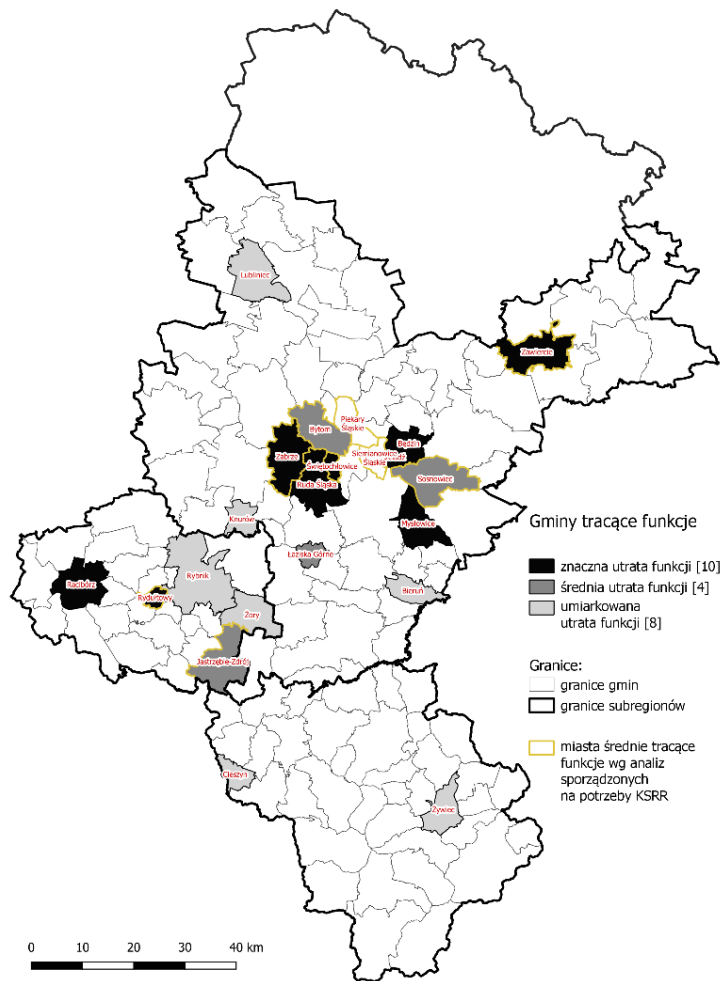 Lubliniec
Zawiercie
Piekary
Śląskie
Bytom
Będzin
Zabrze
Siemianowice
Śląskie
Świętochłowice
Ruda Śląska
Sosnowiec
Mysłowice
Knurów
Łaziska Górne
Racibórz
Rybnik
Rydułtowy
Bieruń
Żory
Jastrzębie-Zdrój
Cieszyn
Żywiec
Gminy tracące funkcje
znaczna utrata funkcji [10]
średnia utrata funkcji [4]
umiarkowana
utrata funkcji [8]
Granice:
granice gmin
granice subregionów
miasta średnie tracące
funkcje wg analiz
sporządzonych
na potrzeby KSRR
0 10 20 30 40 km